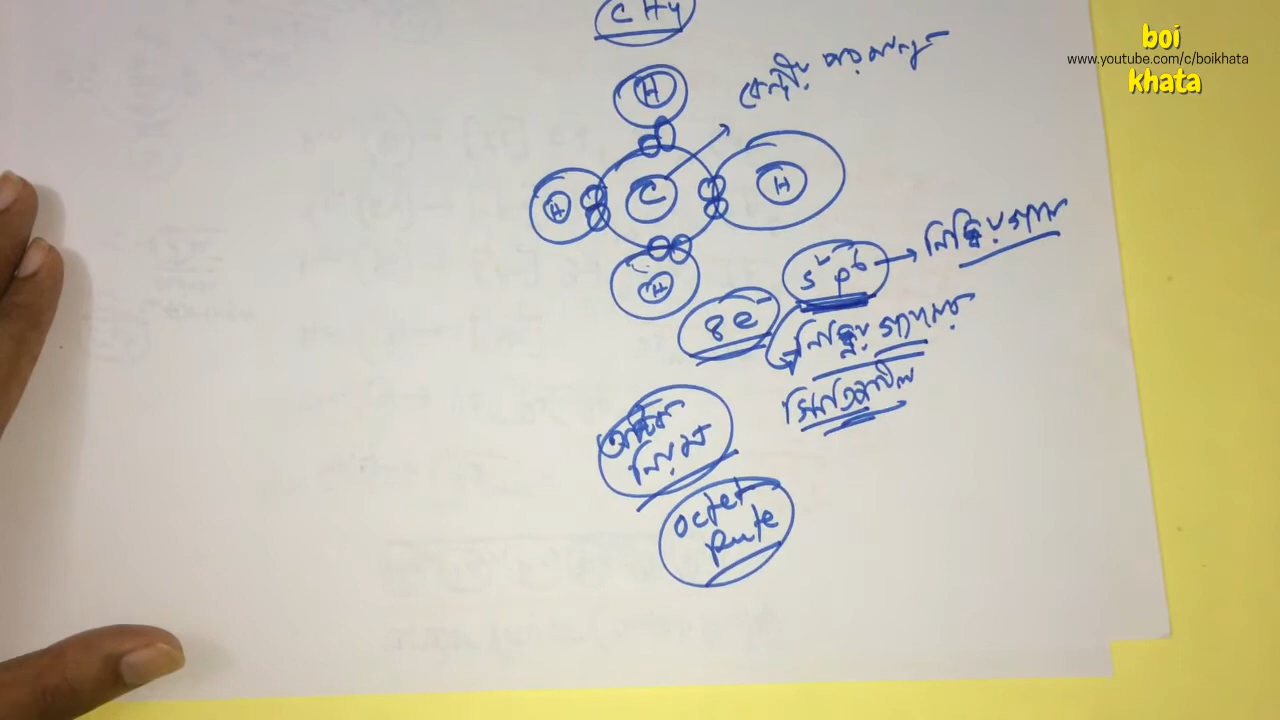 boi
www.youtube.com/c/boikhata
khata
CH4
H
কেন্দ্রীয় পরমাণু
H
C
H
H
s² p⁶
নিষ্ক্রিয় গ্যাস
8e⁻
নিষ্ক্রিয় গ্যাসের
স্থিতিশীল
অষ্টক
নিয়ম
octet
Rule